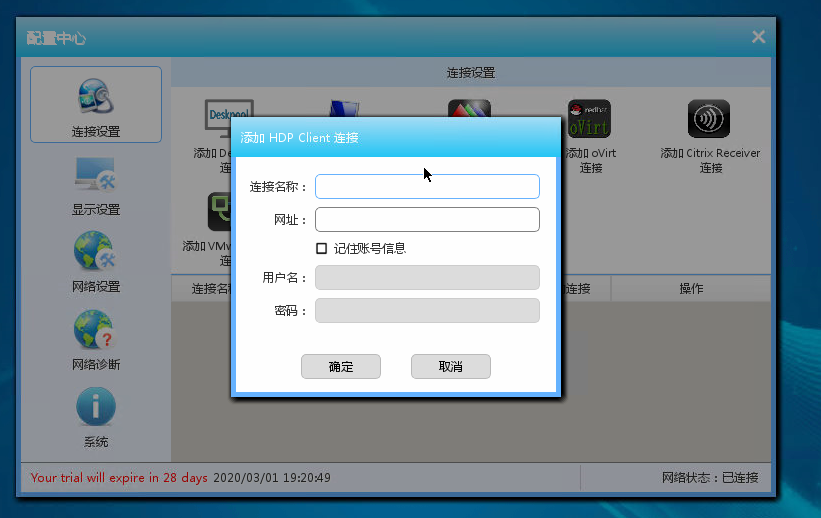 配置中心
连接设置
连接设置
显示设置
网络设置
网络诊断
系统
Deskpool
redhat
oVirt
添加 De
连
添加 oVirt
连接
添加 Citrix Receiver
连接
添加 VMw
连
添加 HDP Client 连接
连接名称：
网址：
记住账号信息
用户名：
密码：
确定
取消
连接名称
连接
操作
Your trial will expire in 28 days 2020/03/01 19:20:49
网络状态：已连接